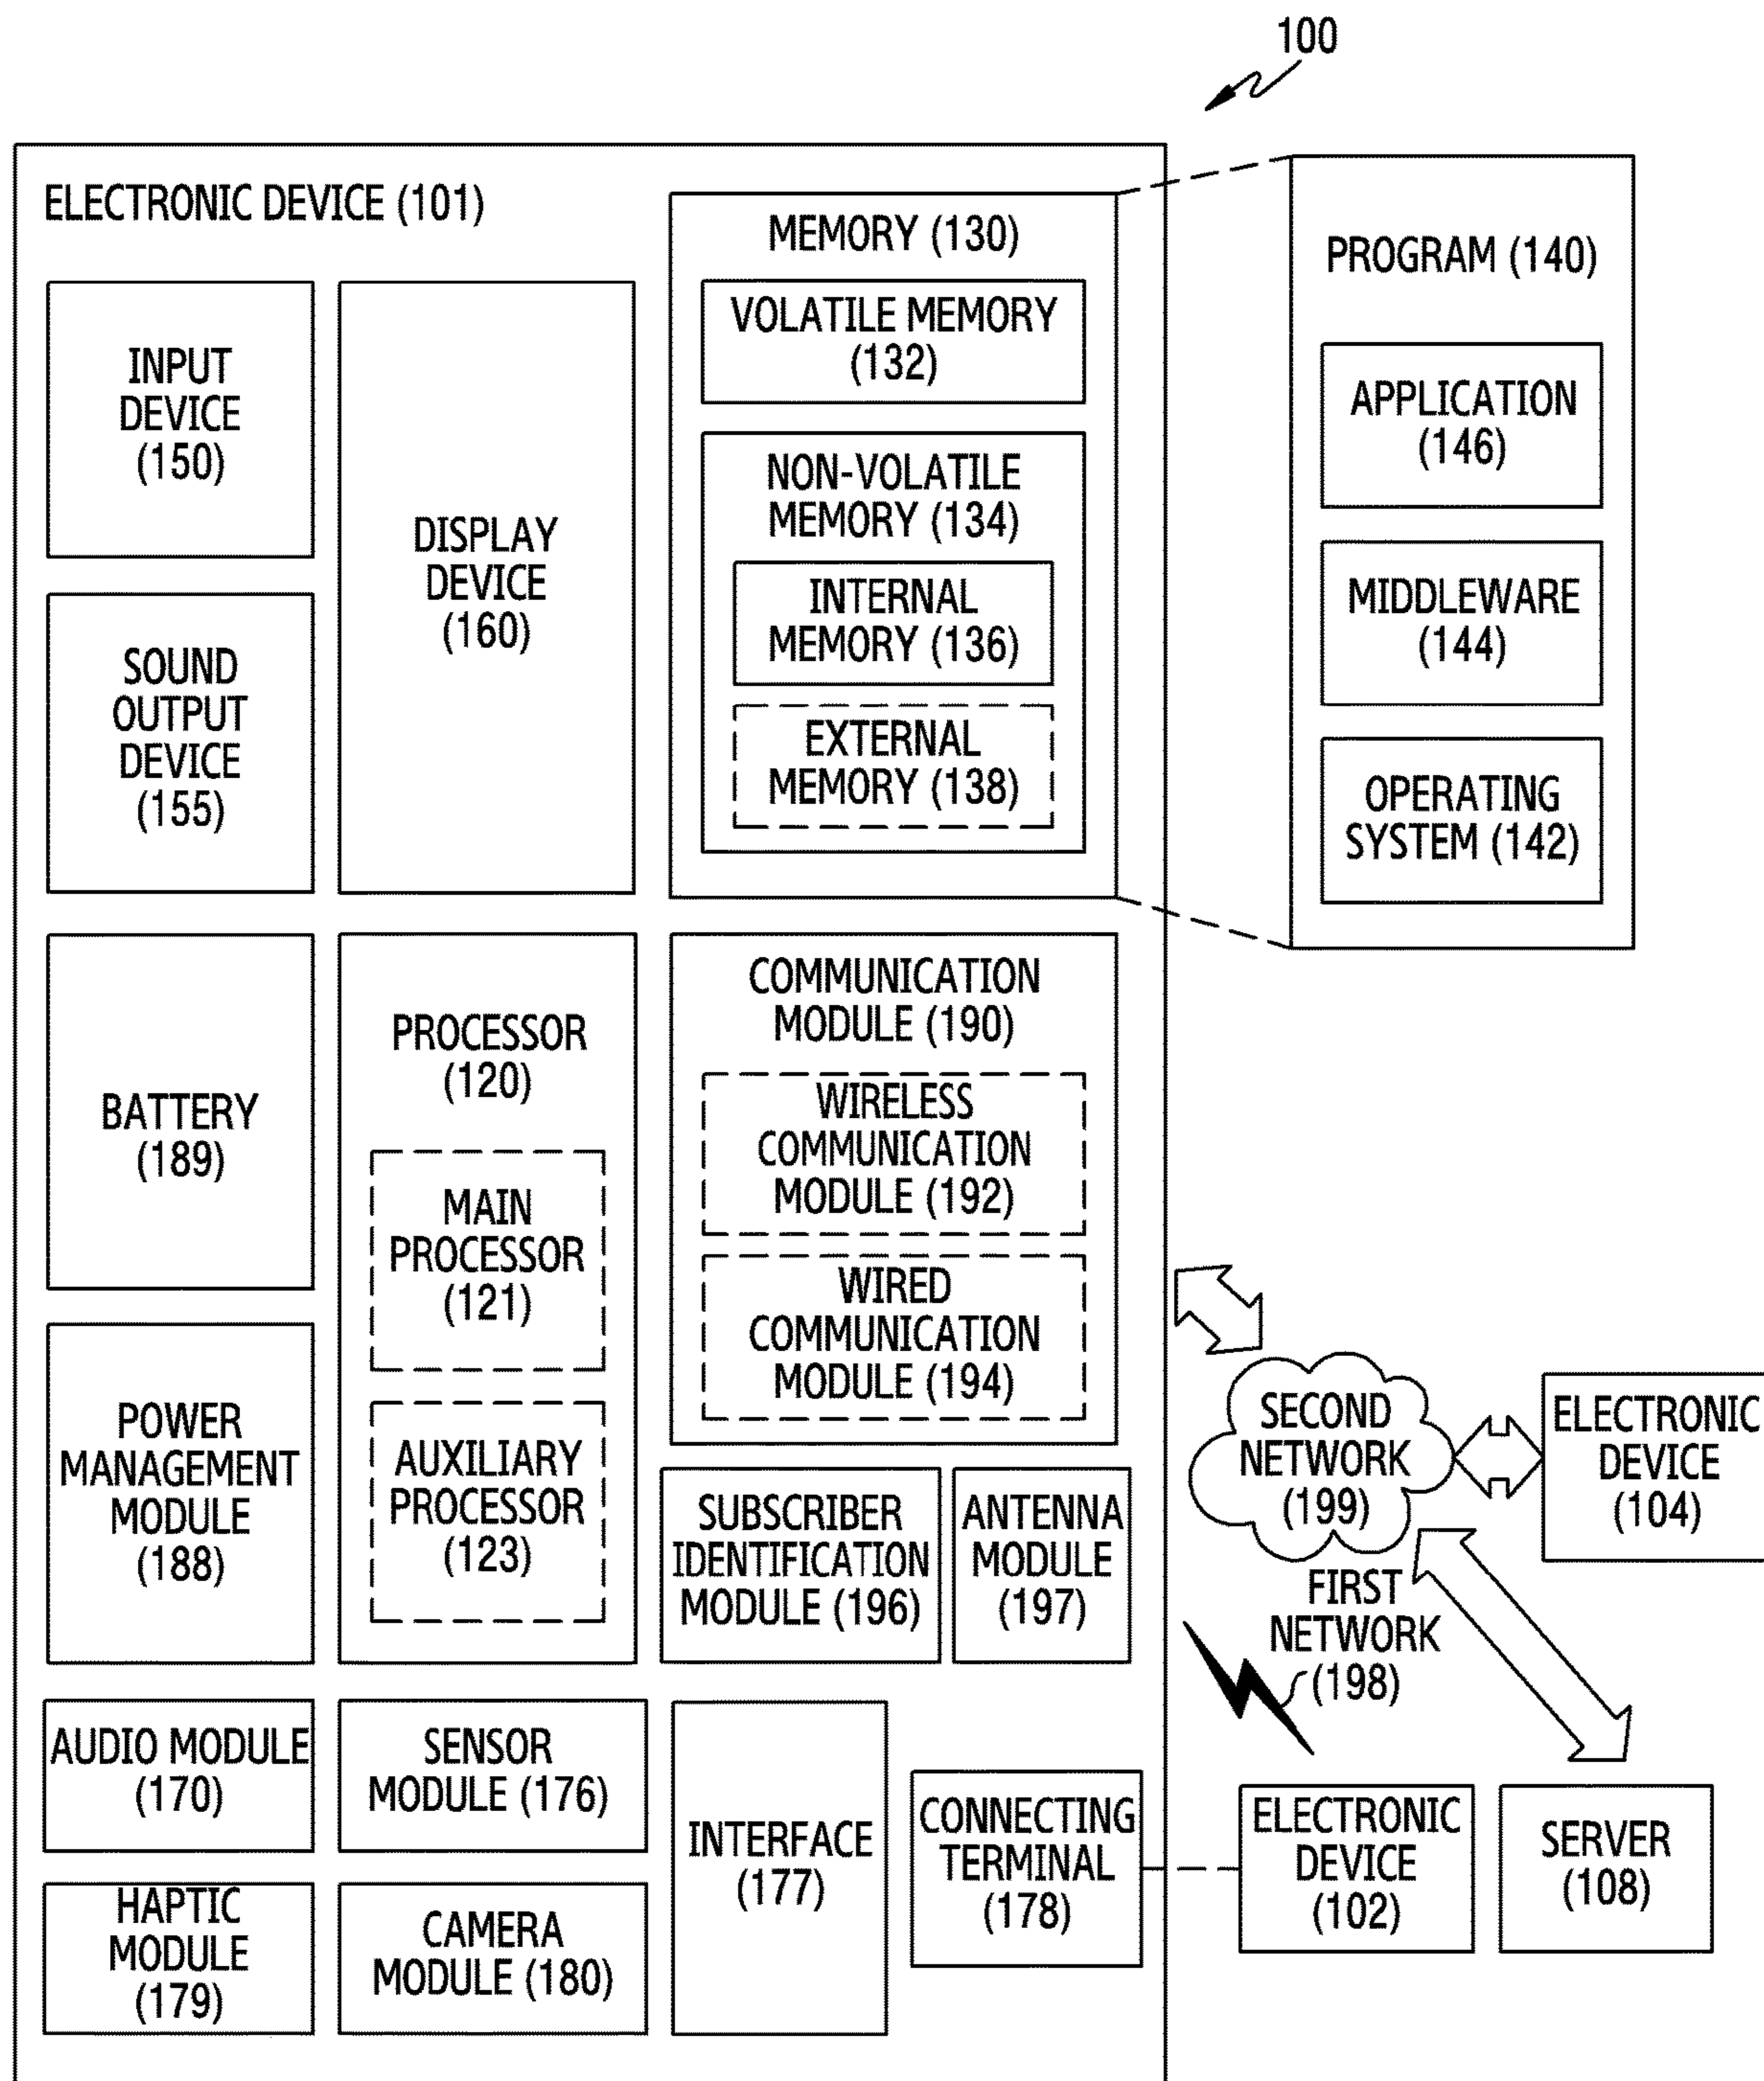 100
ELECTRONIC DEVICE (101)
INPUT
DEVICE
(150)
SOUND
OUTPUT
DEVICE
(155)
DISPLAY
DEVICE
(160)
MEMORY (130)
VOLATILE MEMORY
(132)
NON-VOLATILE
MEMORY (134)
INTERNAL
MEMORY (136)
EXTERNAL
MEMORY (138)
PROGRAM (140)
APPLICATION
(146)
MIDDLEWARE
(144)
OPERATING
SYSTEM (142)
BATTERY
(189)
POWER
MANAGEMENT
MODULE
(188)
PROCESSOR
(120)
MAIN
PROCESSOR
(121)
AUXILIARY
PROCESSOR
(123)
COMMUNICATION
MODULE (190)
WIRELESS
COMMUNICATION
MODULE (192)
WIRED
COMMUNICATION
MODULE (194)
SUBSCRIBER
IDENTIFICATION
MODULE (196)
ANTENNA
MODULE
(197)
SECOND
NETWORK
(199)
ELECTRONIC
DEVICE
(104)
FIRST
NETWORK
(198)
AUDIO MODULE
(170)
SENSOR
MODULE (176)
HAPTIC
MODULE
(179)
CAMERA
MODULE (180)
INTERFACE
(177)
CONNECTING
TERMINAL
(178)
ELECTRONIC
DEVICE
(102)
SERVER
(108)